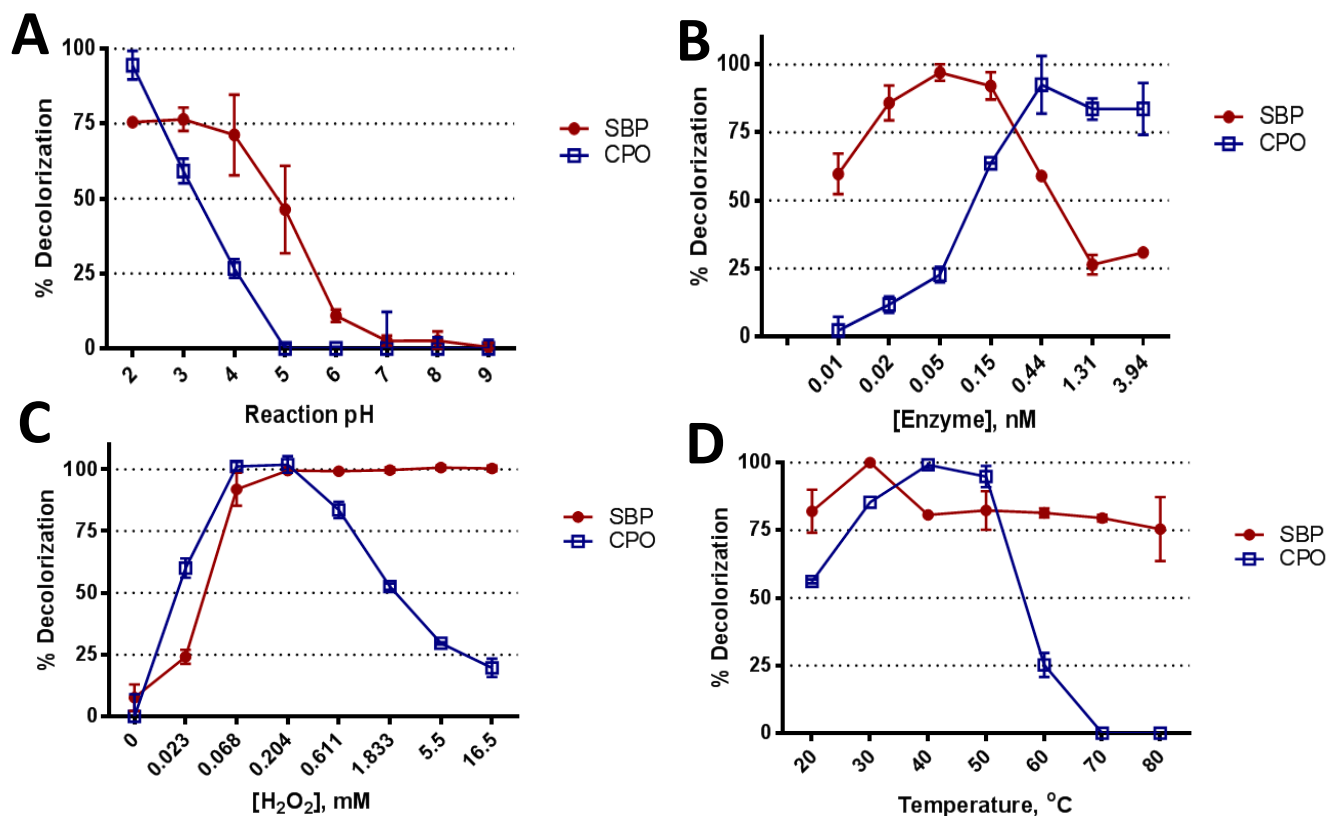 A
% Decolorization
100
75
50
25
0
2 3 4 5 6 7 8 9
Reaction pH
SBP
CPO
B
% Decolorization
100
75
50
25
0
0.01 0.02 0.05 0.15 0.44 1.31 3.94
[Enzyme], nM
SBP
CPO
C
% Decolorization
100
75
50
25
0
0 0.023 0.068 0.204 0.611 1.833 5.5 16.5
[H₂O₂], mM
SBP
CPO
D
% Decolorization
100
75
50
25
0
20 30 40 50 60 70 80
Temperature, °C
SBP
CPO